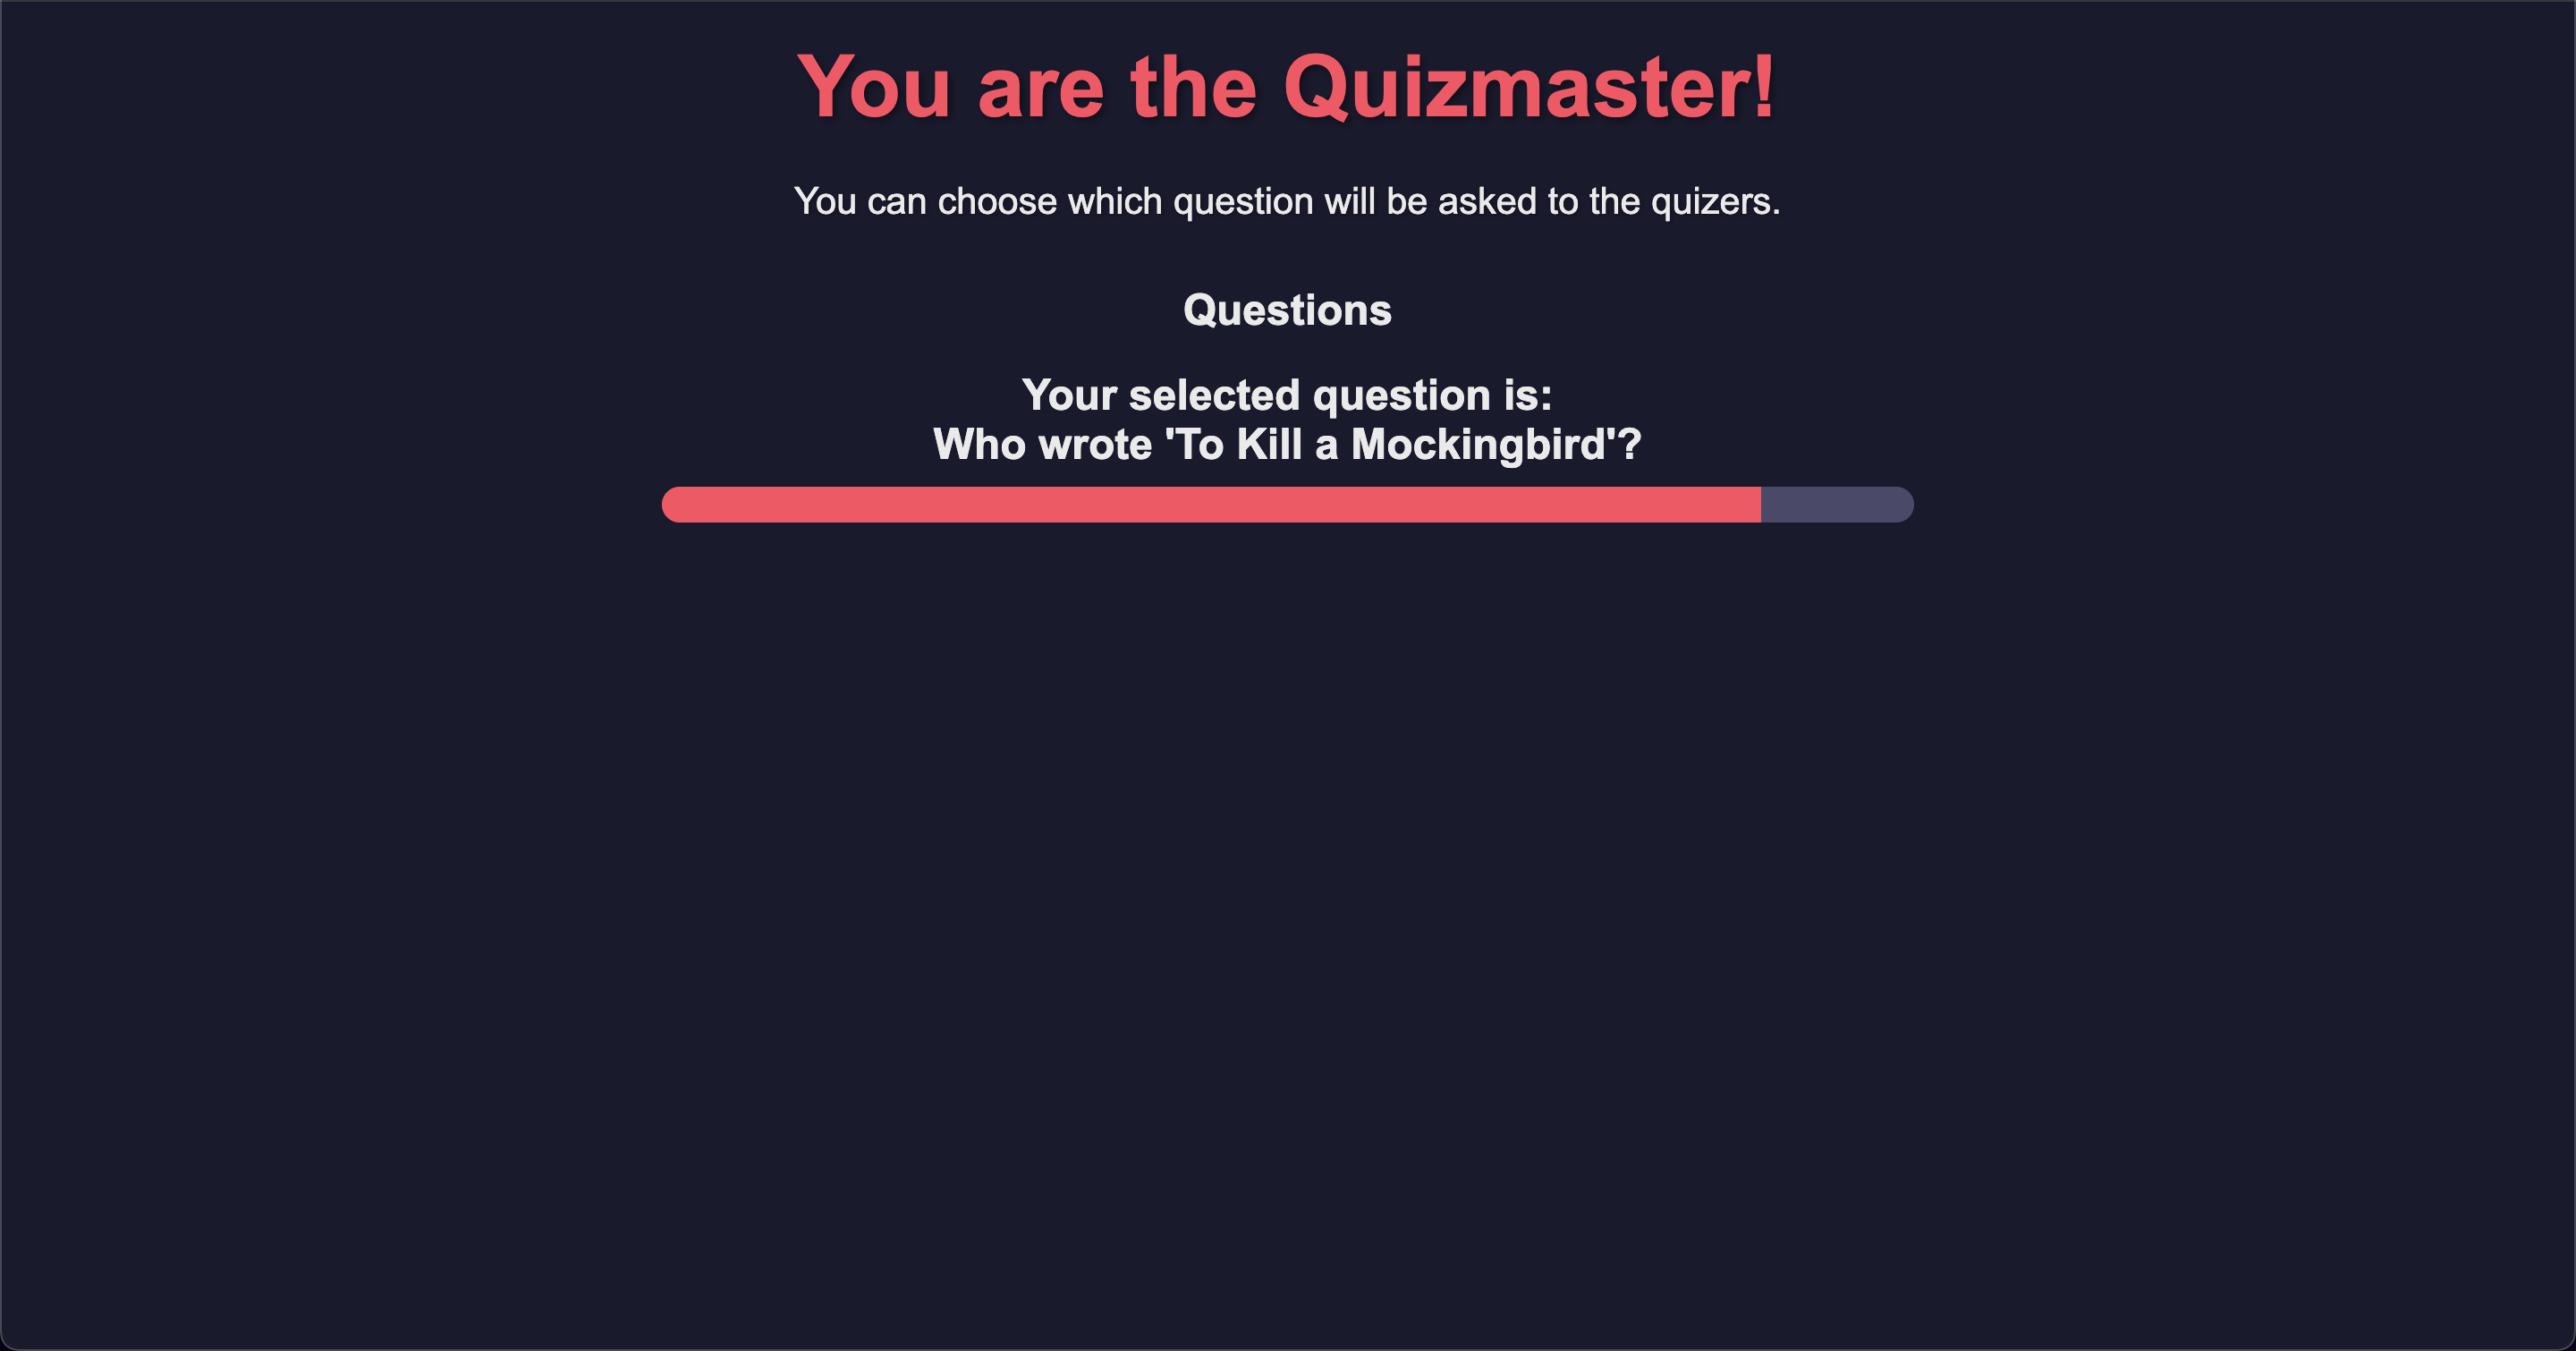 You are the Quizmaster!
You can choose which question will be asked to the quizers.
Questions
Your selected question is:
Who wrote 'To Kill a Mockingbird'?